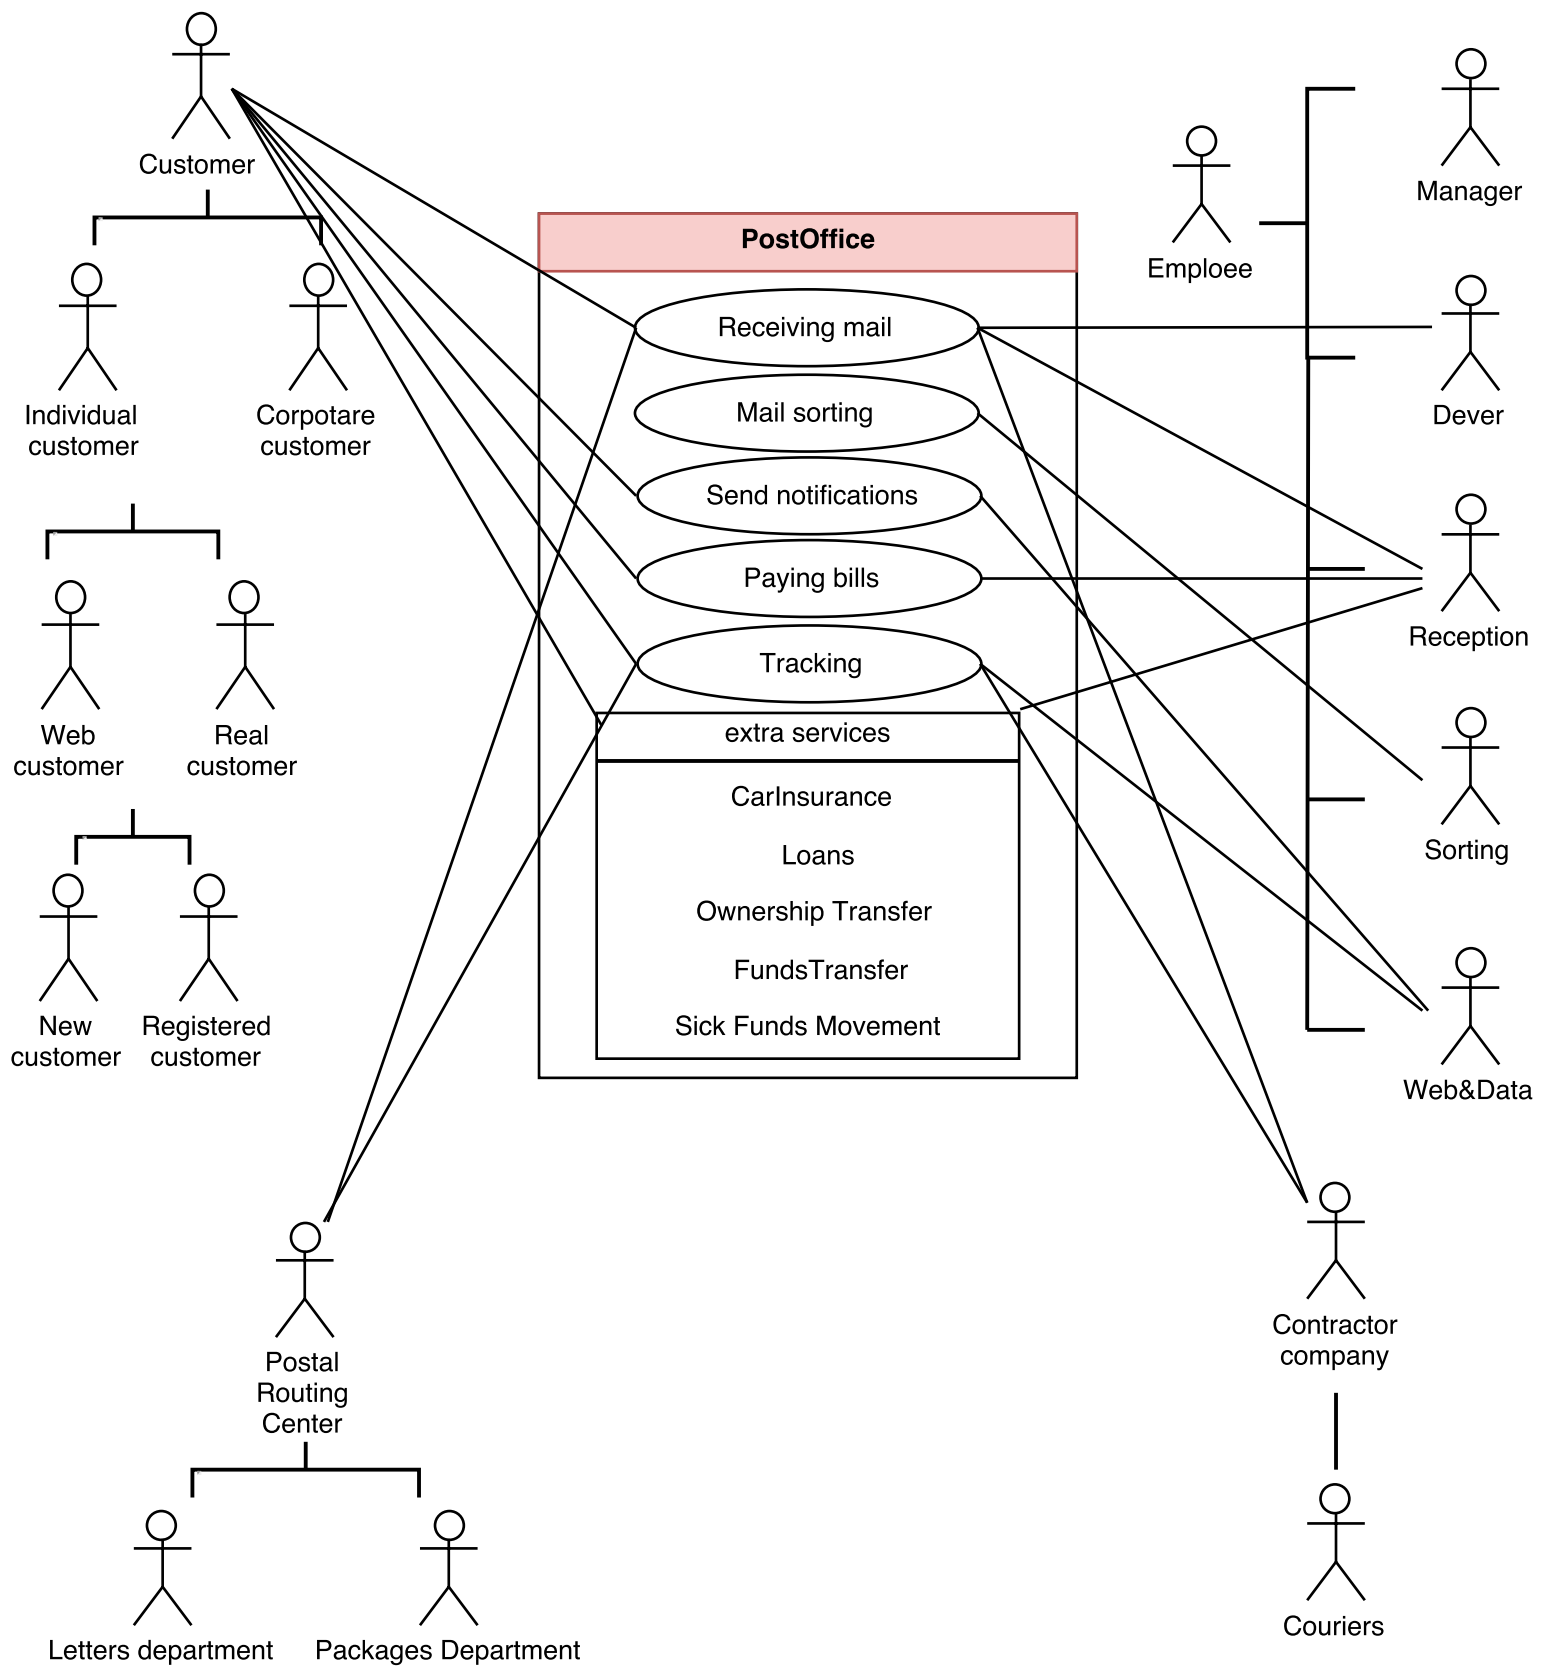 Customer
Individual
customer
Corpotare
customer
Web
customer
Real
customer
New
customer
Registered
customer
PostOffice
Receiving mail
Mail sorting
Send notifications
Paying bills
Tracking
extra services
CarInsurance
Loans
Ownership Transfer
FundsTransfer
Sick Funds Movement
Emploee
Manager
Dever
Reception
Sorting
Web&Data
Postal
Routing
Center
Letters department
Packages Department
Contractor
company
Couriers